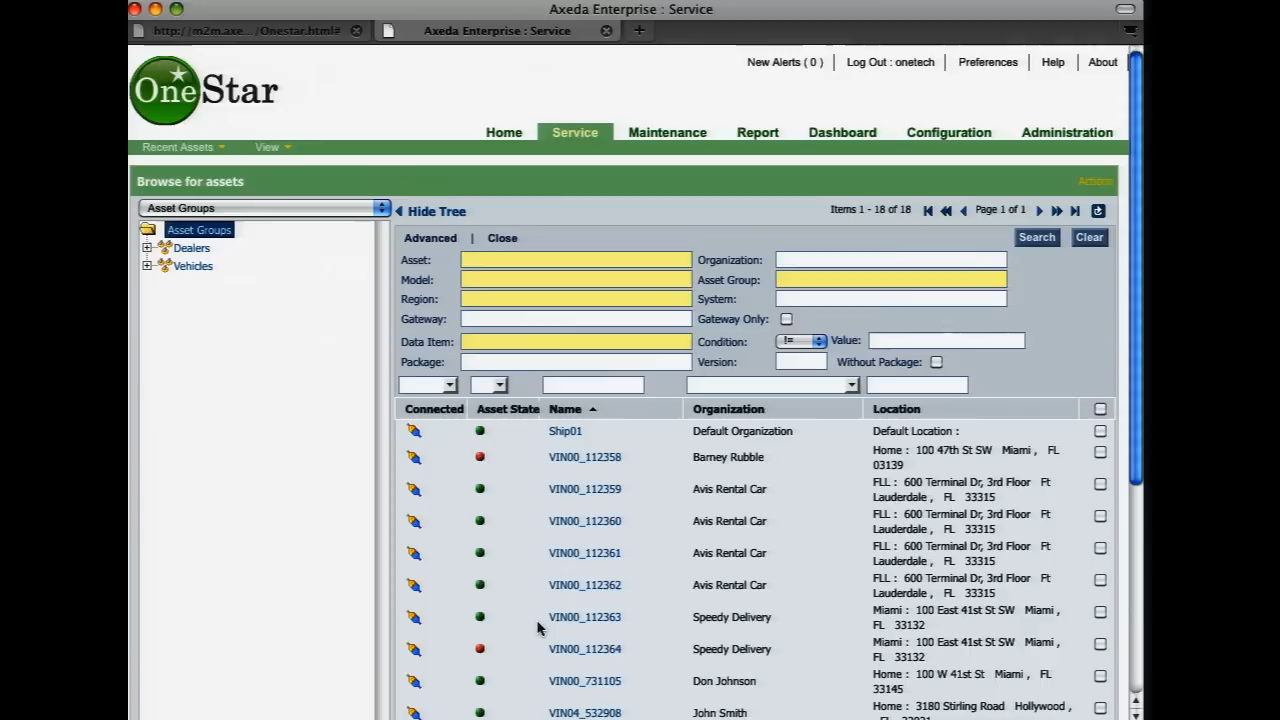 Axeda Enterprise : Service
http://m2m.axe... /Onestar.html#
Axeda Enterprise : Service
New Alerts ( 0 ) | Log Out : onetech | Preferences | Help | About
OneStar
Home Service Maintenance Report Dashboard Configuration Administration
Recent Assets View
Browse for assets Actions
Asset Groups Hide Tree Items 1 - 18 of 18 Page 1 of 1
Asset Groups
Dealers
Vehicles
Advanced | Close Search Clear
Asset: Organization:
Model: Asset Group:
Region: System:
Gateway: Gateway Only:
Data Item: Condition: != Value:
Package: Version: Without Package:
Connected Asset State Name Organization Location
Ship01 Default Organization Default Location :
VIN00_112358 Barney Rubble Home : 100 47th St SW Miami , FL
03139
VIN00_112359 Avis Rental Car FLL : 600 Terminal Dr, 3rd Floor Ft
Lauderdale , FL 33315
VIN00_112360 Avis Rental Car FLL : 600 Terminal Dr, 3rd Floor Ft
Lauderdale , FL 33315
VIN00_112361 Avis Rental Car FLL : 600 Terminal Dr, 3rd Floor Ft
Lauderdale , FL 33315
VIN00_112362 Avis Rental Car FLL : 600 Terminal Dr, 3rd Floor Ft
Lauderdale , FL 33315
VIN00_112363 Speedy Delivery Miami : 100 East 41st St SW Miami ,
FL 33132
VIN00_112364 Speedy Delivery Miami : 100 East 41st St SW Miami ,
FL 33132
VIN00_731105 Don Johnson Home : 100 W 41st St Miami , FL
33145
VIN04_532908 John Smith Home : 3180 Stirling Road Hollywood ,